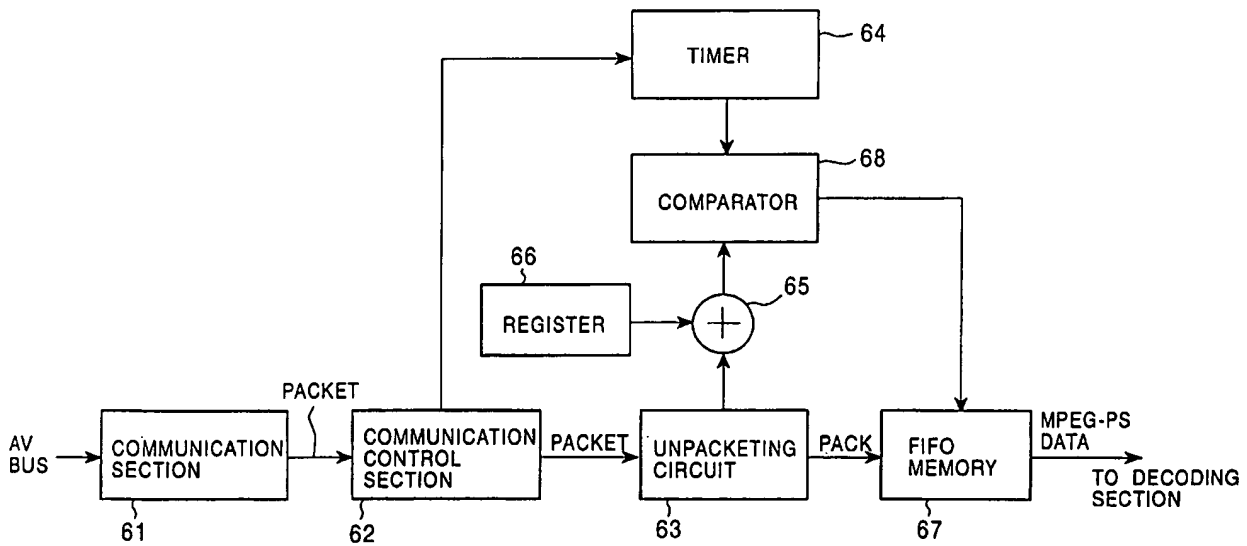 64
TIMER
68
COMPARATOR
66
REGISTER
65
PACKET
AV
BUS
COMMUNICATION
SECTION
61
COMMUNICATION
CONTROL
SECTION
62
PACKET
UNPACKETING
CIRCUIT
63
PACK
FIFO
MEMORY
67
MPEG-PS
DATA
TO DECODING
SECTION